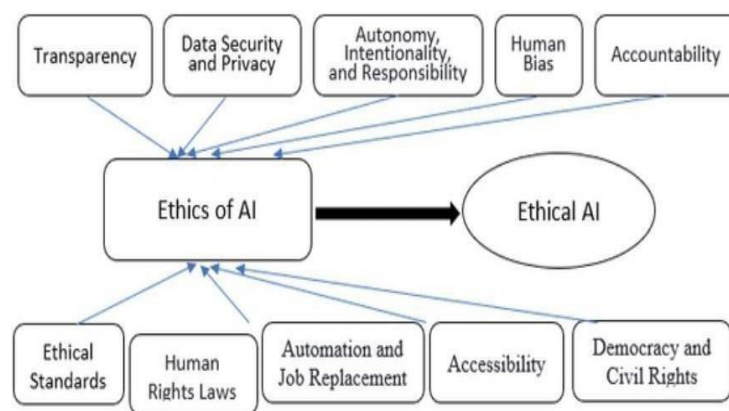 Transparency
Data Security
and Privacy
Autonomy,
Intentionality,
and Responsibility
Human
Bias
Accountability
Ethics of AI
Ethical AI
Ethical
Standards
Human
Rights Laws
Automation and
Job Replacement
Accessibility
Democracy and
Civil Rights